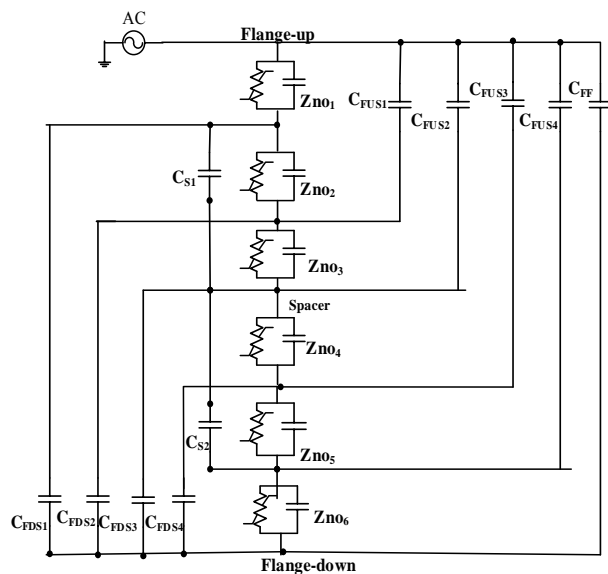 AC
Flange-up
Zno1
CFUS1
CFUS2
CFUS3
CFUS4
CFF
CS1
Zno2
Zno3
Spacer
Zno4
CS2
Zno5
CFDS1
CFDS2
CFDS3
CFDS4
Zno6
Flange-down